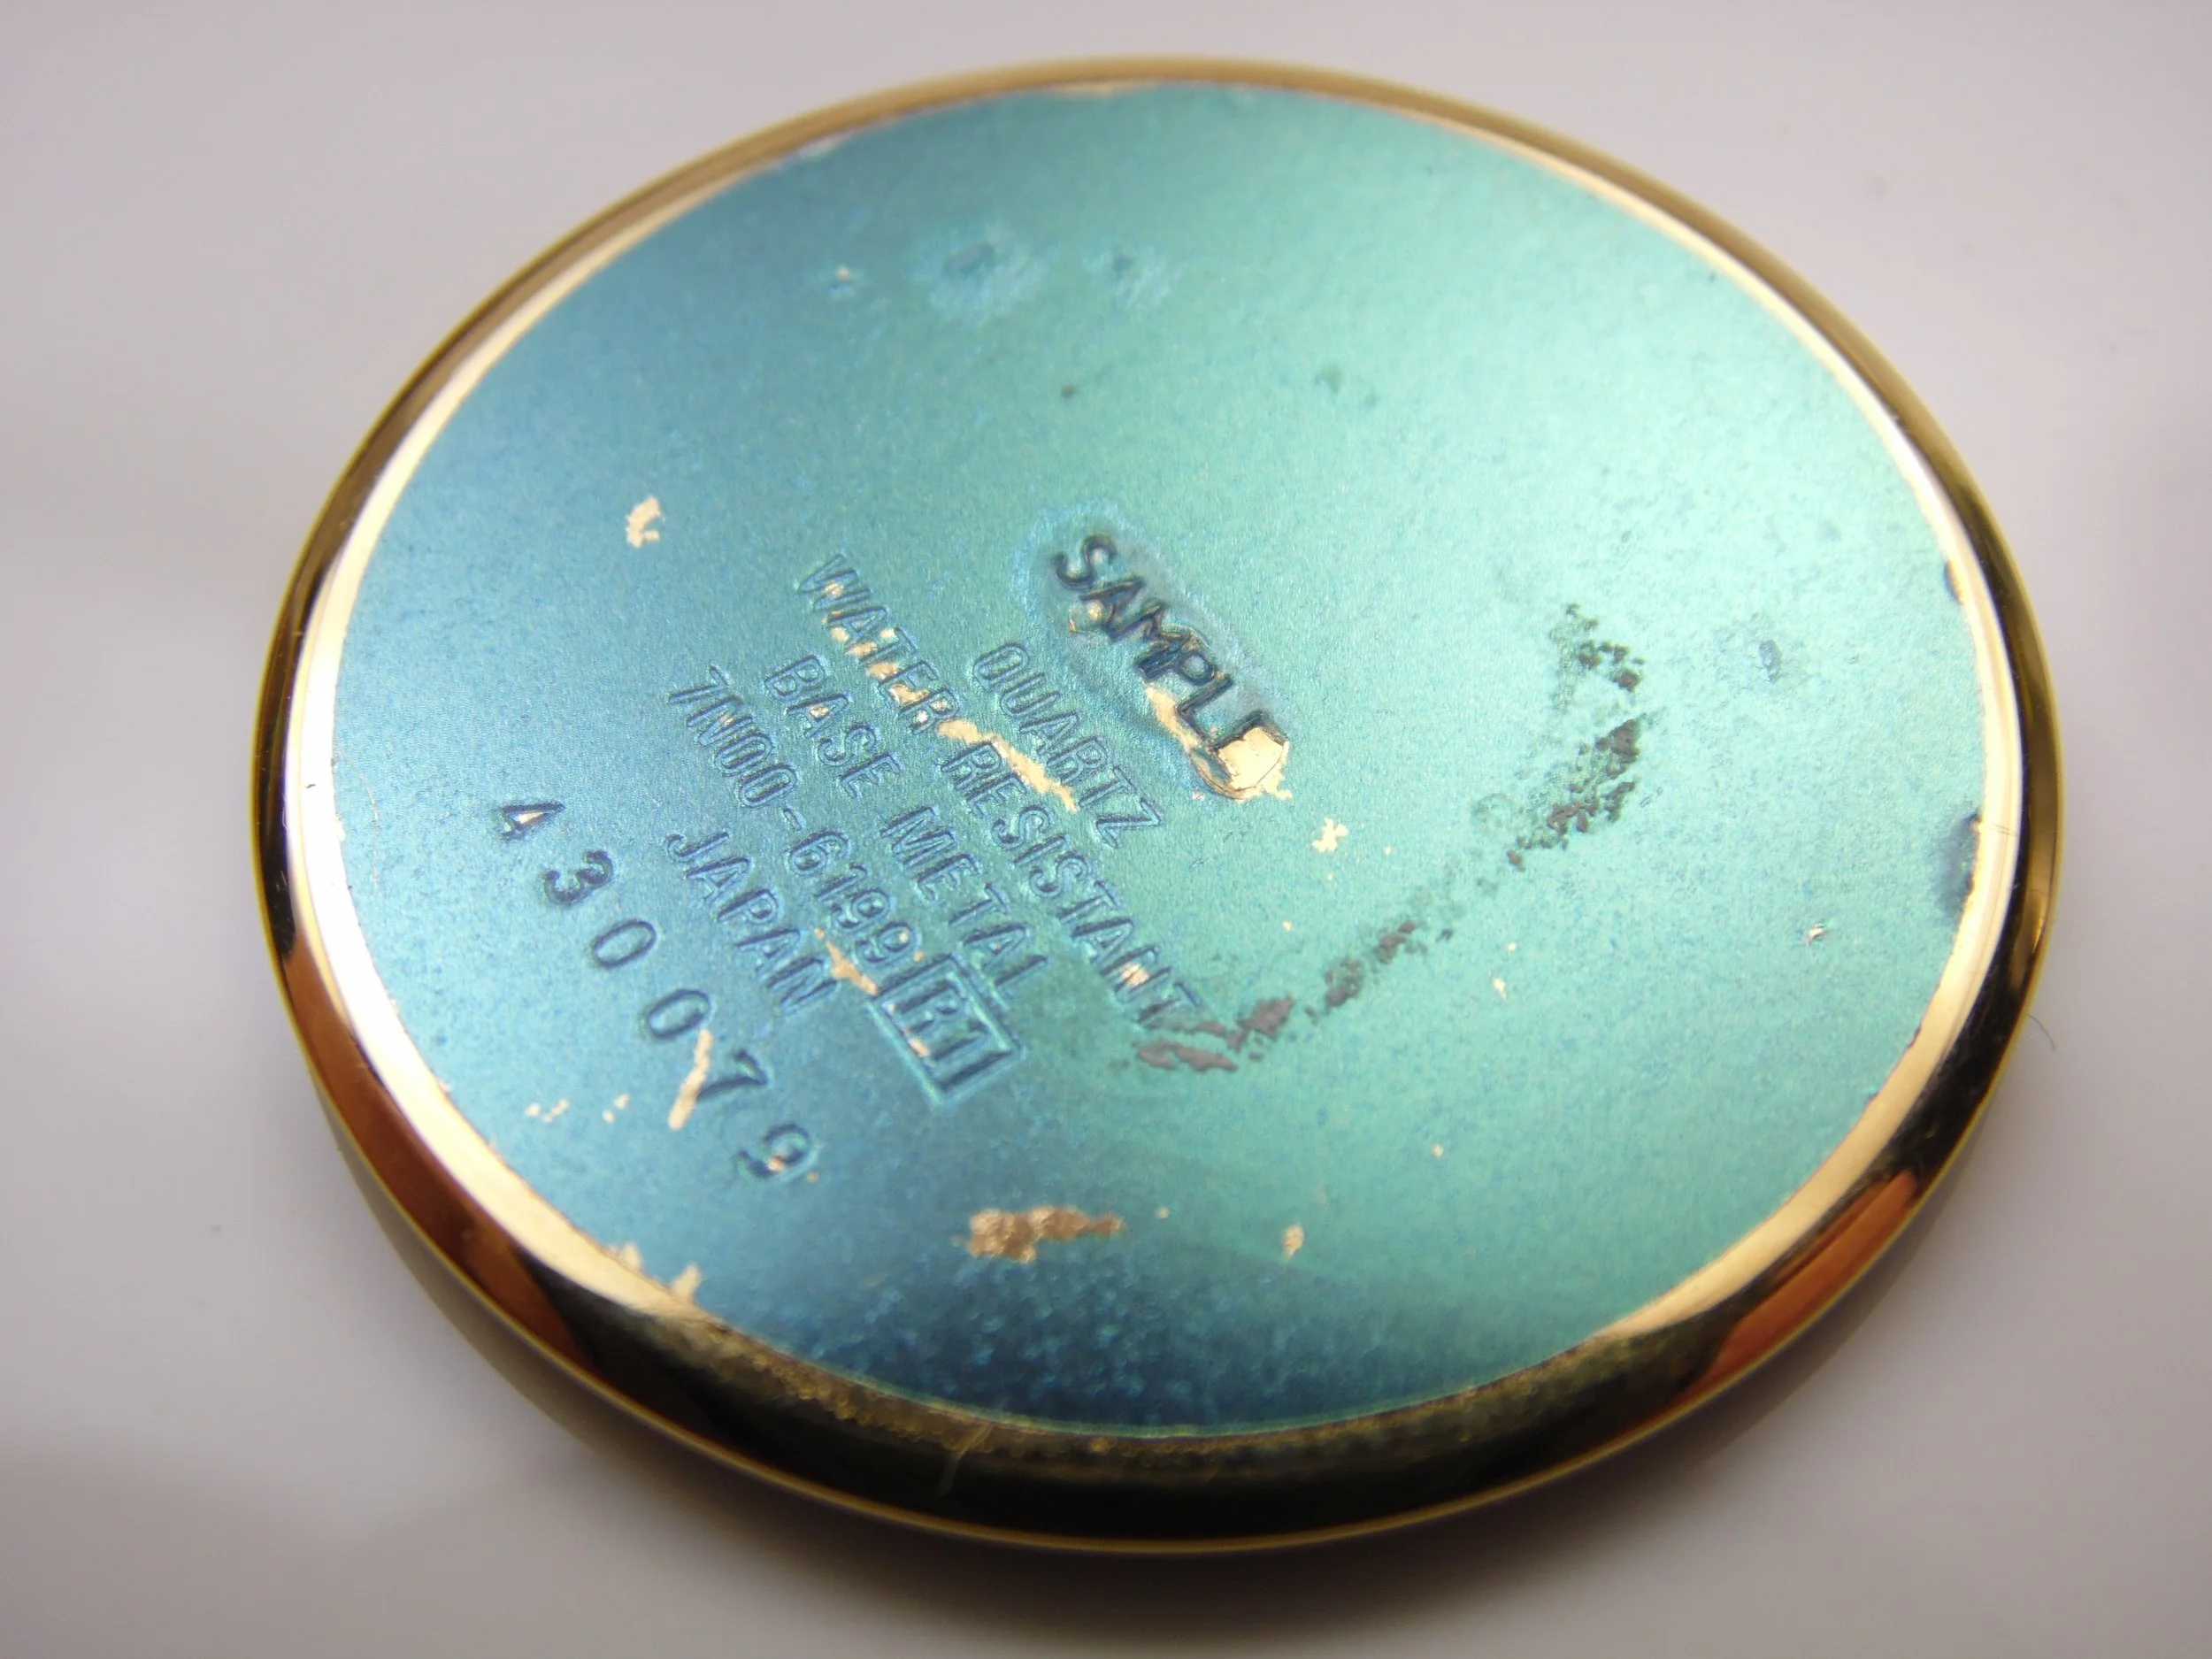 SAMPLE
QUARTZ
WATER RESISTANT
BASE METAL
7N00-6199 R1
JAPAN
430079